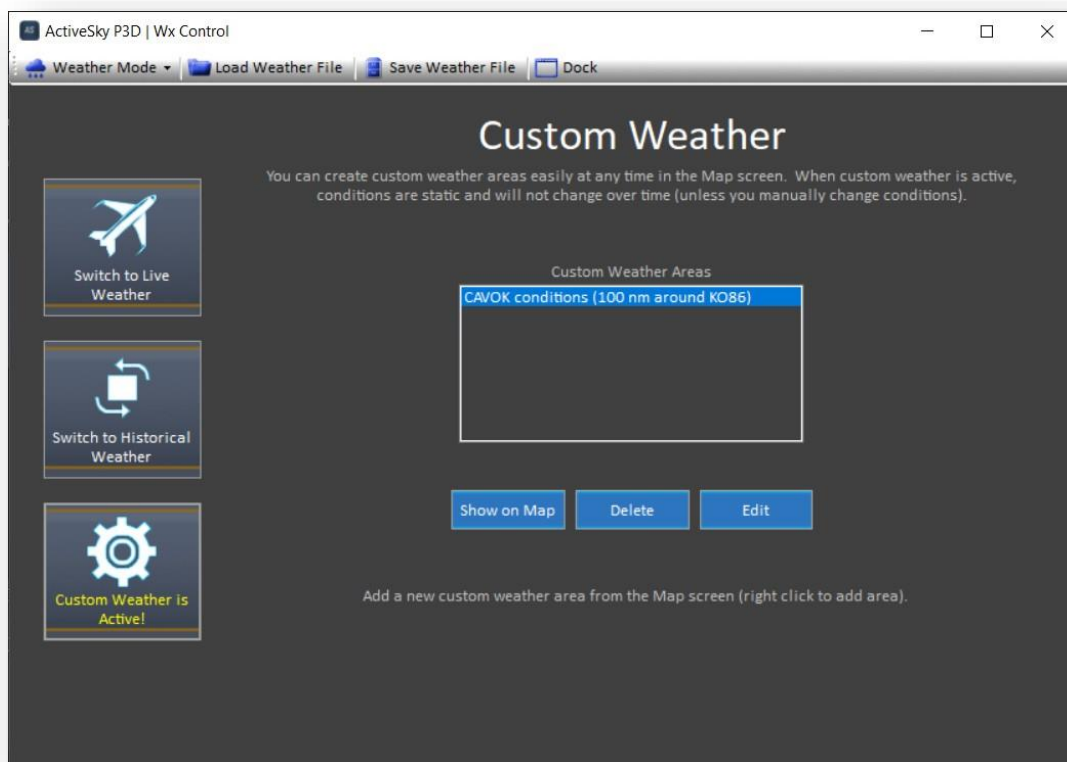 AS
ActiveSky P3D | Wx Control
Weather Mode
Load Weather File
Save Weather File
Dock
Custom Weather
You can create custom weather areas easily at any time in the Map screen.  When custom weather is active,
conditions are static and will not change over time (unless you manually change conditions).
Switch to Live
Weather
Custom Weather Areas
CAVOK conditions (100 nm around KO86)
Switch to Historical
Weather
Show on Map
Delete
Edit
Custom Weather is
Active!
Add a new custom weather area from the Map screen (right click to add area).